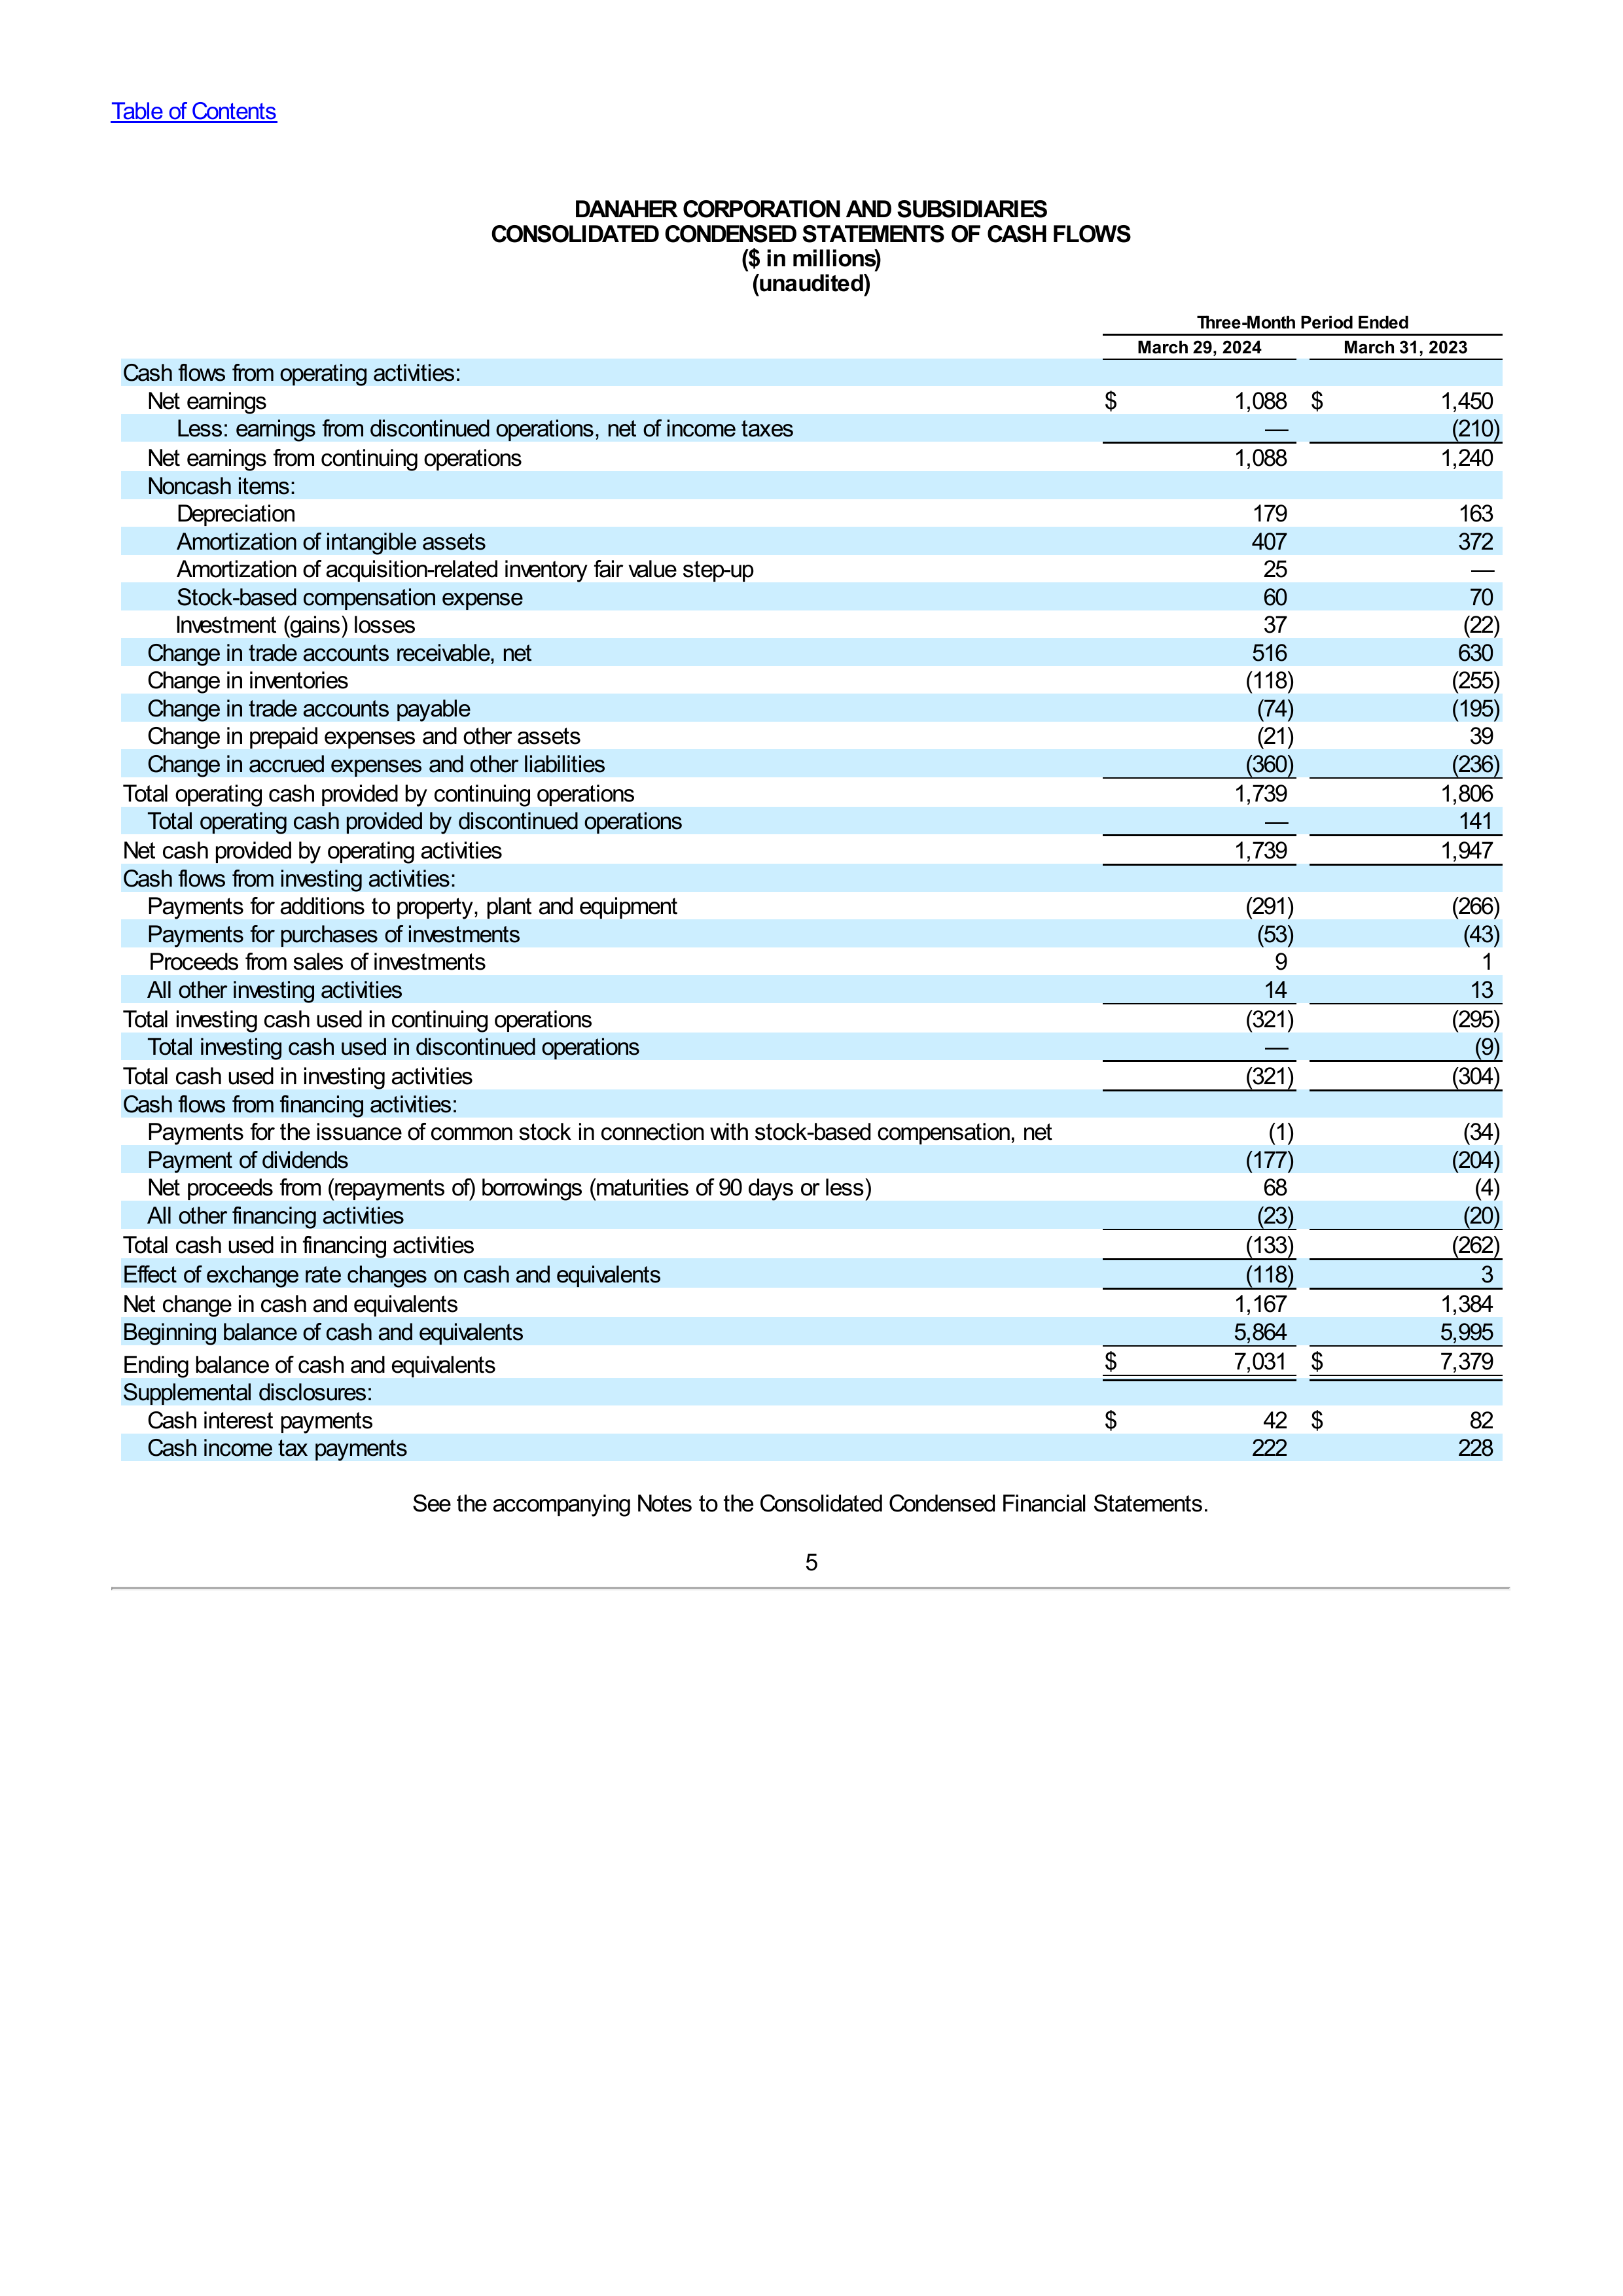 Table of Contents
DANAHER CORPORATION AND SUBSIDIARIES
CONSOLIDATED CONDENSED STATEMENTS OF CASH FLOWS
($ in millions)
(unaudited)
Three-Month Period Ended
March 29, 2024 March 31, 2023
Cash flows from operating activities:
Net earnings $ 1,088 $ 1,450
Less: earnings from discontinued operations, net of income taxes — (210)
Net earnings from continuing operations 1,088 1,240
Noncash items:
Depreciation 179 163
Amortization of intangible assets 407 372
Amortization of acquisition-related inventory fair value step-up 25 —
Stock-based compensation expense 60 70
Investment (gains) losses 37 (22)
Change in trade accounts receivable, net 516 630
Change in inventories (118) (255)
Change in trade accounts payable (74) (195)
Change in prepaid expenses and other assets (21) 39
Change in accrued expenses and other liabilities (360) (236)
Total operating cash provided by continuing operations 1,739 1,806
Total operating cash provided by discontinued operations — 141
Net cash provided by operating activities 1,739 1,947
Cash flows from investing activities:
Payments for additions to property, plant and equipment (291) (266)
Payments for purchases of investments (53) (43)
Proceeds from sales of investments 9 1
All other investing activities 14 13
Total investing cash used in continuing operations (321) (295)
Total investing cash used in discontinued operations — (9)
Total cash used in investing activities (321) (304)
Cash flows from financing activities:
Payments for the issuance of common stock in connection with stock-based compensation, net (1) (34)
Payment of dividends (177) (204)
Net proceeds from (repayments of) borrowings (maturities of 90 days or less) 68 (4)
All other financing activities (23) (20)
Total cash used in financing activities (133) (262)
Effect of exchange rate changes on cash and equivalents (118) 3
Net change in cash and equivalents 1,167 1,384
Beginning balance of cash and equivalents 5,864 5,995
Ending balance of cash and equivalents $ 7,031 $ 7,379
Supplemental disclosures:
Cash interest payments $ 42 $ 82
Cash income tax payments 222 228
See the accompanying Notes to the Consolidated Condensed Financial Statements.
5